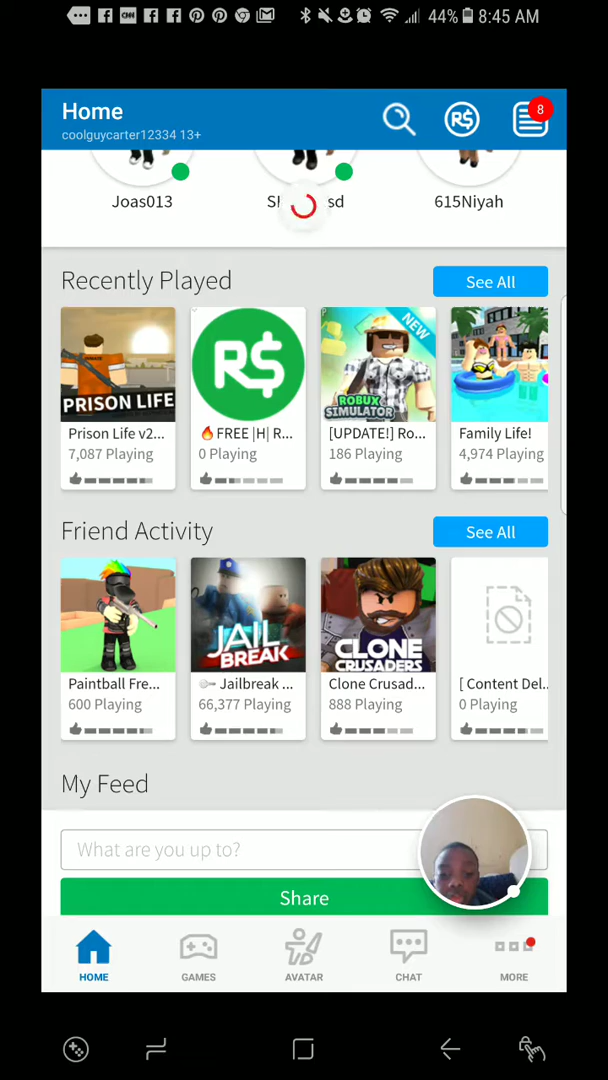 44% 8:45 AM
Home
coolguycarter12334 13+
R$
8
Joas013
sd
615Niyah
Recently Played
See All
PRISON LIFE
R$
NEW
ROBUX
SIMULATOR
Prison Life v2...
🔥FREE |H| R...
[UPDATE!] Ro...
Family Life!
7,087 Playing
0 Playing
186 Playing
4,974 Playing
Friend Activity
See All
JAIL
BREAK
CLONE
CRUSADERS
Paintball Fre...
Jailbreak ...
Clone Crusad...
[ Content Del..
600 Playing
66,377 Playing
888 Playing
0 Playing
My Feed
What are you up to?
Share
HOME
GAMES
AVATAR
CHAT
MORE